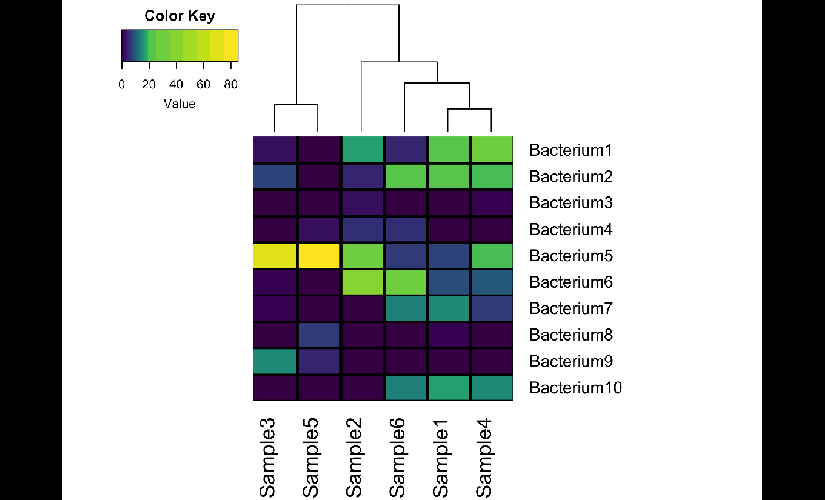 Color Key
0 20 40 60 80
Value
Bacterium1
Bacterium2
Bacterium3
Bacterium4
Bacterium5
Bacterium6
Bacterium7
Bacterium8
Bacterium9
Bacterium10
Sample3
Sample5
Sample2
Sample6
Sample1
Sample4